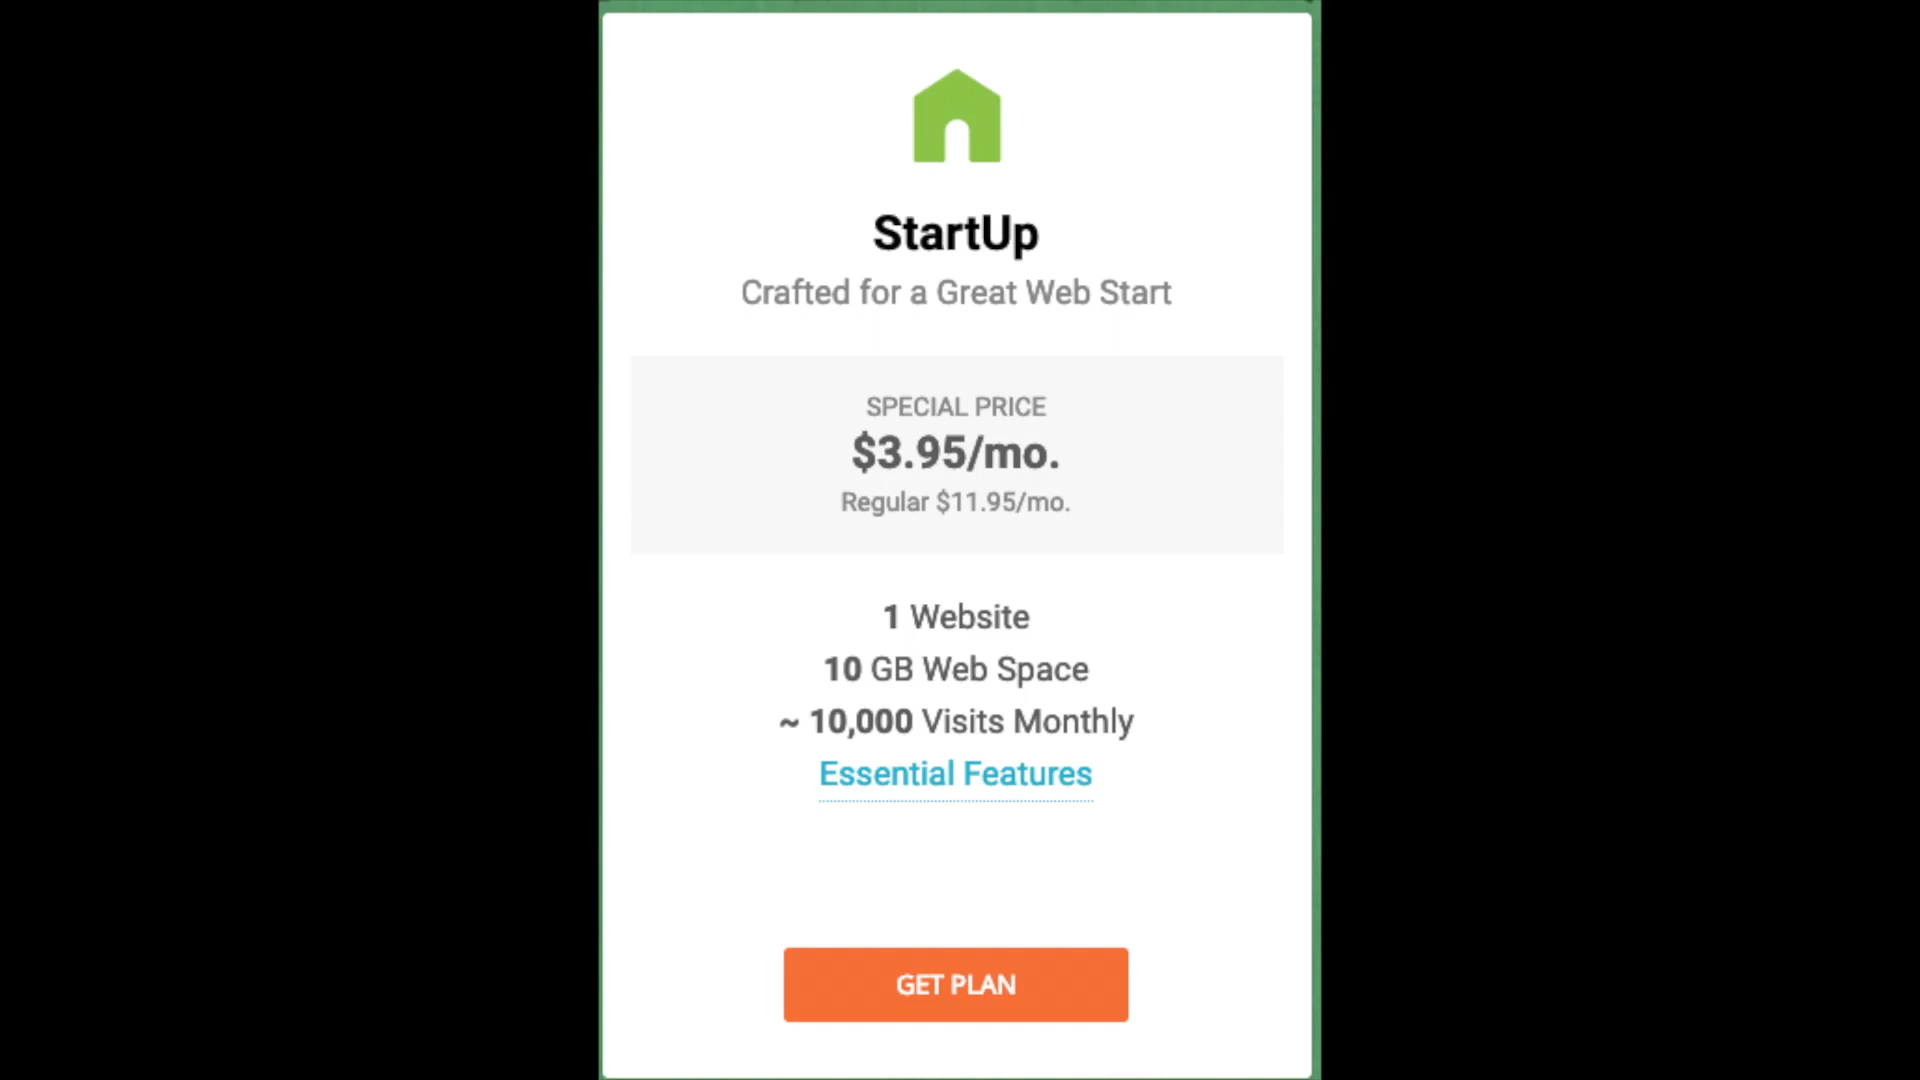 StartUp
Crafted for a Great Web Start
SPECIAL PRICE
$3.95/mo.
Regular $11.95/mo.
1 Website
10 GB Web Space
~ 10,000 Visits Monthly
Essential Features
GET PLAN